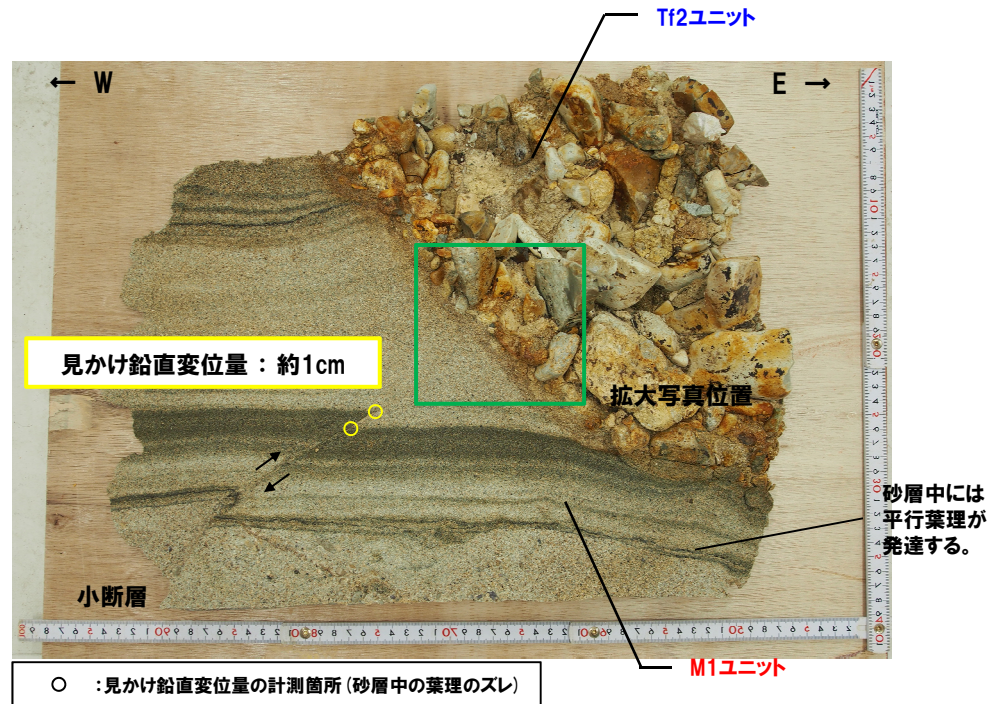 Tf2ユニット
← W
E →
見かけ鉛直変位量 : 約1cm
拡大写真位置
砂層中には
平行葉理が
発達する。
小断層
M1ユニット
○ :見かけ鉛直変位量の計測箇所(砂層中の葉理のズレ)